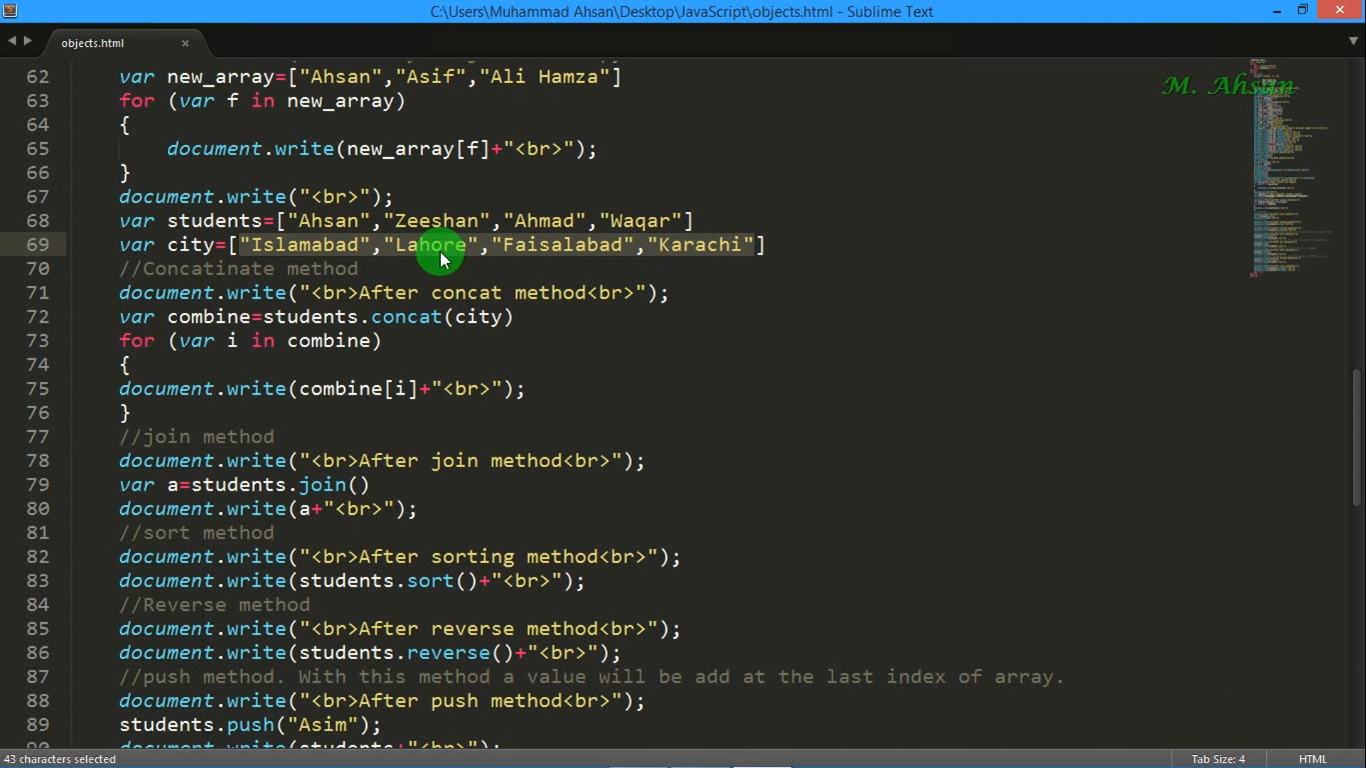 C:\Users\Muhammad Ahsan\Desktop\JavaScript\objects.html - Sublime Text
objects.html
M. Ahsan
62 var new_array=["Ahsan","Asif","Ali Hamza"]
63 for (var f in new_array)
64 {
65 document.write(new_array[f]+"<br>");
66 }
67 document.write("<br>");
68 var students=["Ahsan","Zeeshan","Ahmad","Waqar"]
69 var city=["Islamabad","Lahore","Faisalabad","Karachi"]
70 //Concatinate method
71 document.write("<br>After concat method<br>");
72 var combine=students.concat(city)
73 for (var i in combine)
74 {
75 document.write(combine[i]+"<br>");
76 }
77 //join method
78 document.write("<br>After join method<br>");
79 var a=students.join()
80 document.write(a+"<br>");
81 //sort method
82 document.write("<br>After sorting method<br>");
83 document.write(students.sort()+"<br>");
84 //Reverse method
85 document.write("<br>After reverse method<br>");
86 document.write(students.reverse()+"<br>");
87 //push method. With this method a value will be add at the last index of array.
88 document.write("<br>After push method<br>");
89 students.push("Asim");
90 document.write(students+"<br>");
43 characters selected
Tab Size: 4
HTML